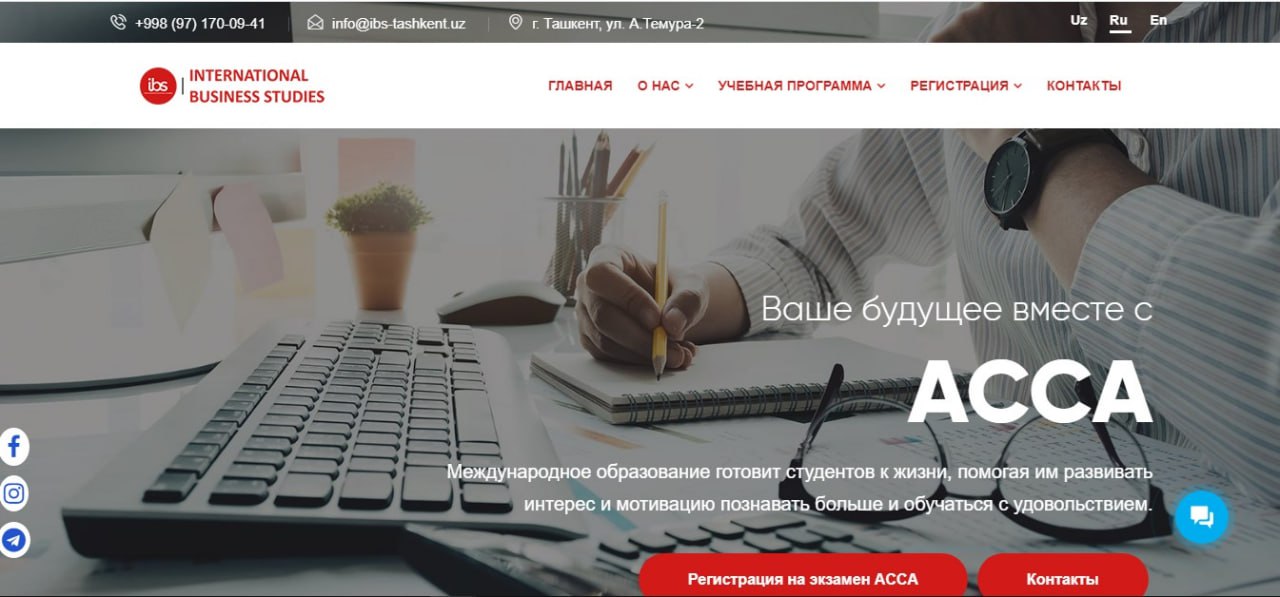 +998 (97) 170-09-41
info@ibs-tashkent.uz
г. Ташкент, ул. А.Темура-2
Uz Ru En
ibs
INTERNATIONAL
BUSINESS STUDIES
ГЛАВНАЯ О НАС УЧЕБНАЯ ПРОГРАММА РЕГИСТРАЦИЯ КОНТАКТЫ
Ваше будущее вместе с
ACCA
Международное образование готовит студентов к жизни, помогая им развивать
интерес и мотивацию познавать больше и обучаться с удовольствием.
Регистрация на экзамен ACCA
Контакты